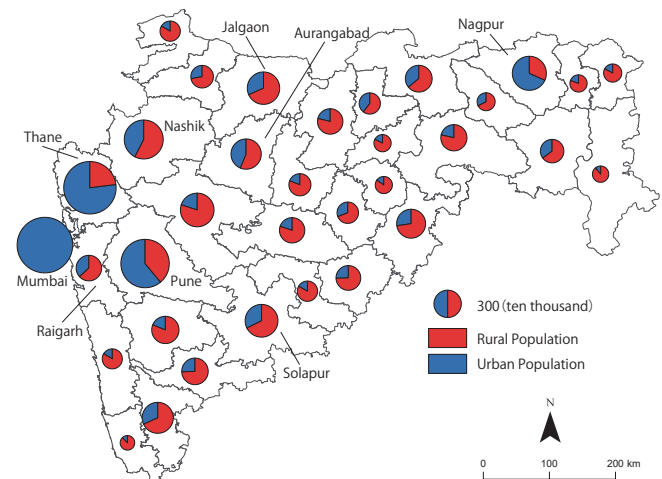 Jalgaon
Aurangabad
Nagpur
Nashik
Thane
Mumbai
Pune
Raigarh
Solapur
300 (ten thousand)
Rural Population
Urban Population
N
0 100 200 km